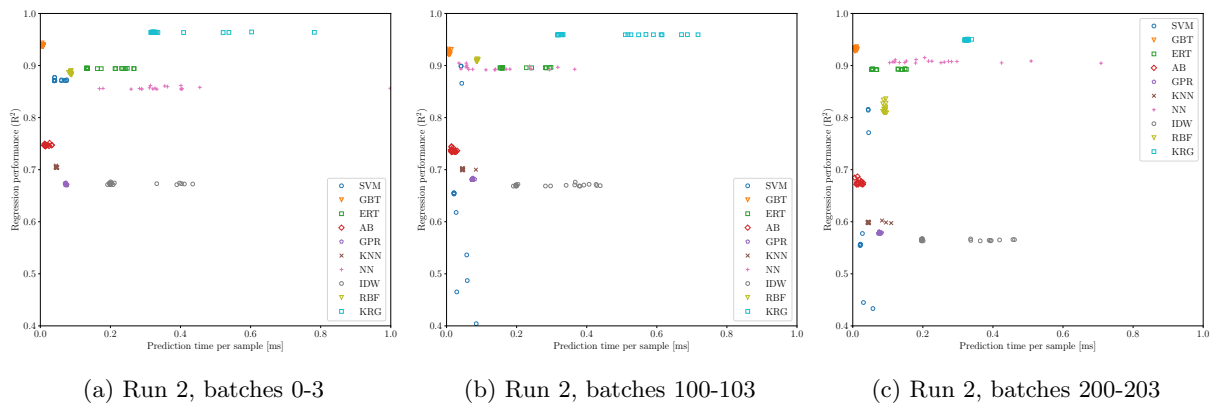 1.0
0.9
0.8
0.7
0.6
0.5
0.4
Regression performance (R²)
0.0
0.2
0.4
0.6
0.8
1.0
Prediction time per sample [ms]
SVM
GBT
ERT
AB
GPR
KNN
NN
IDW
RBF
KRG
(a) Run 2, batches 0-3
1.0
0.9
0.8
0.7
0.6
0.5
0.4
Regression performance (R²)
0.0
0.2
0.4
0.6
0.8
1.0
Prediction time per sample [ms]
SVM
GBT
ERT
AB
GPR
KNN
NN
IDW
RBF
KRG
(b) Run 2, batches 100-103
1.0
0.9
0.8
0.7
0.6
0.5
0.4
Regression performance (R²)
0.0
0.2
0.4
0.6
0.8
1.0
Prediction time per sample [ms]
SVM
GBT
ERT
AB
GPR
KNN
NN
IDW
RBF
KRG
(c) Run 2, batches 200-203